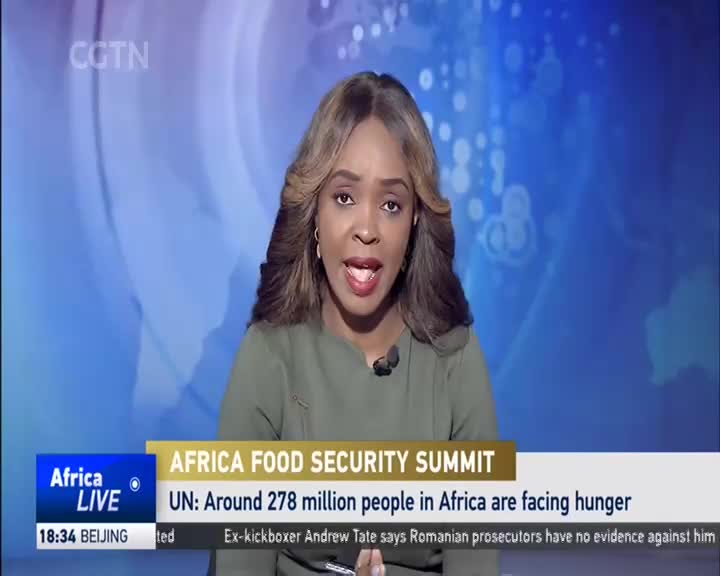 CGTN
AFRICA FOOD SECURITY SUMMIT
Africa
LIVE
UN: Around 278 million people in Africa are facing hunger
18:34 BEIJING
ted Ex-kickboxer Andrew Tate says Romanian prosecutors have no evidence against him